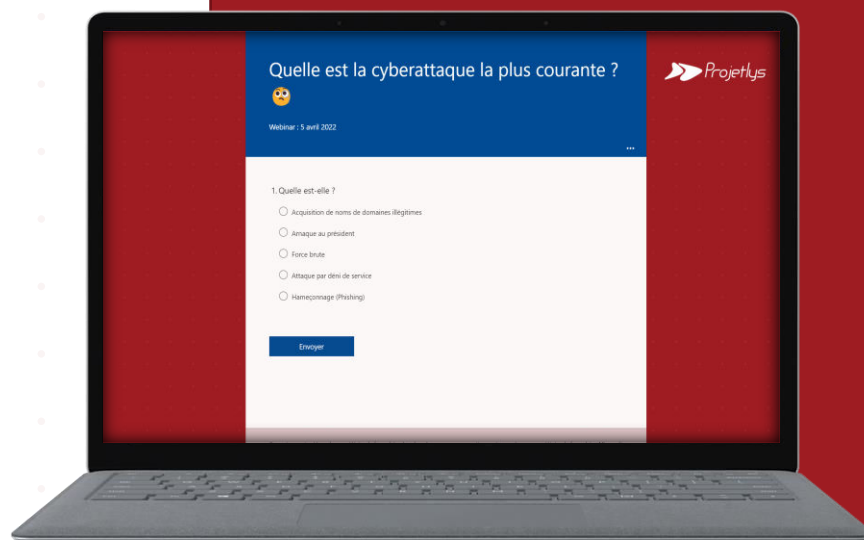 Quelle est la cyberattaque la plus courante ?
Webinar : 5 avril 2022
...
Projetlys
1. Quelle est-elle ?
Acquisition de noms de domaines illégitimes
Arnaque au président
Force brute
Attaque par déni de service
Hameçonnage (Phishing)
Envoyer